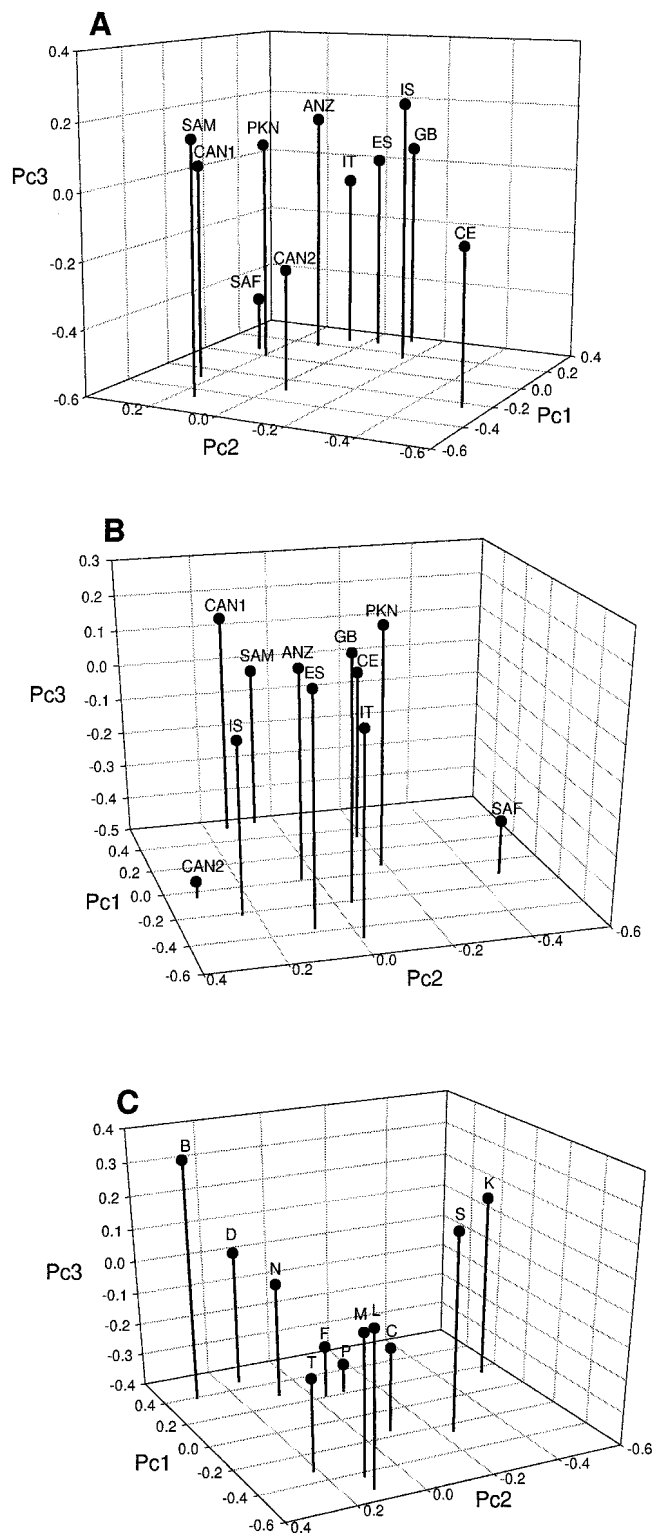 A
0.4
IS
ANZ
SAM
PKN
GB
0.2
ES
CAN1
IT
Pc3
0.0
CE
-0.2
CAN2
SAF
-0.4
0.4
0.2
0.0
-0.6
0.2
-0.2
Pc1
0.0
-0.4
-0.2
Pc2
-0.4
-0.6
-0.6
B
0.3
0.2
CAN1
PKN
0.1
GB
SAM
ANZ
CE
0.0
ES
Pc3
-0.1
IS
IT
-0.2
-0.3
-0.4
SAF
-0.5
0.4
CAN2
0.2
Pc1
0.0
-0.2
-0.6
-0.4
-0.4
-0.2
0.0
0.2
-0.6
0.4
Pc2
C
0.4
B
0.3
K
0.2
S
0.1
D
0.0
N
Pc3
-0.1
L
M
C
-0.2
F
P
T
-0.3
-0.4
0.4
0.2
-0.6
Pc1
0.0
-0.4
-0.2
-0.2
0.0
Pc2
-0.4
0.2
-0.6
0.4